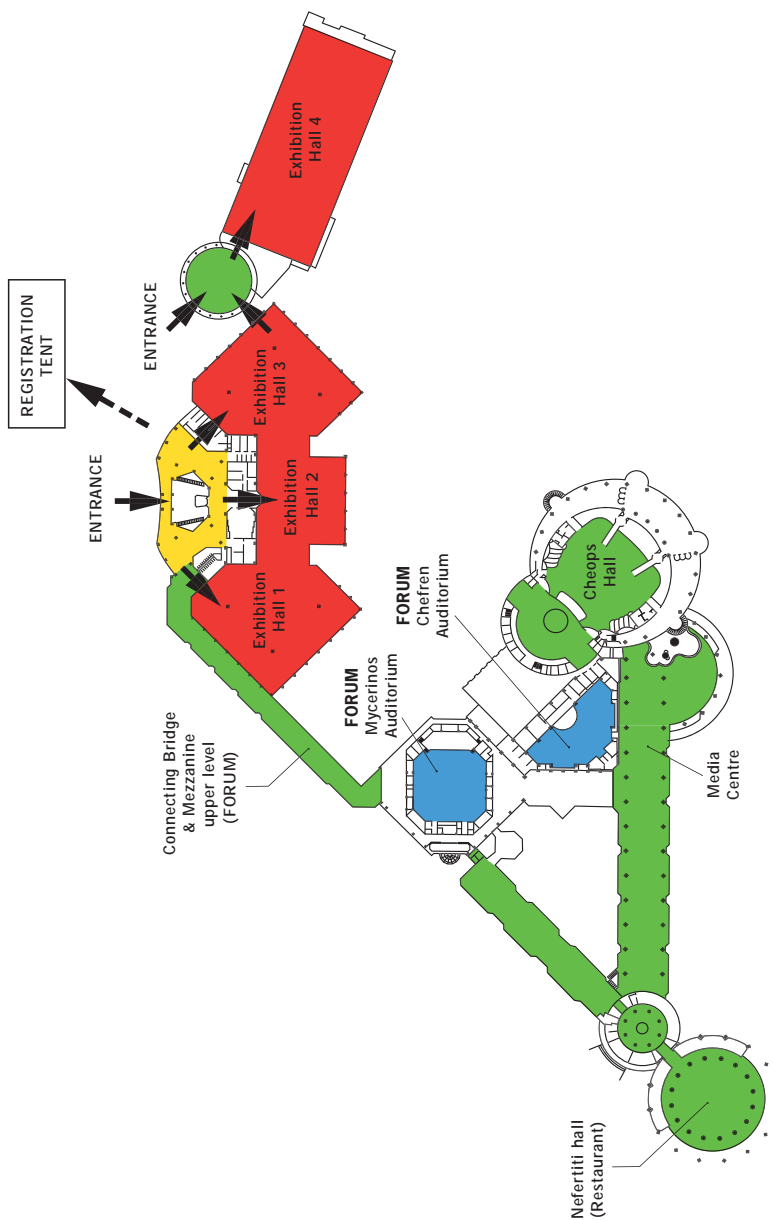 REGISTRATION
TENT
ENTRANCE
ENTRANCE
Connecting Bridge
& Mezzanine
upper level
(FORUM)
Exhibition
Hall 1
Exhibition
Hall 2
Exhibition
Hall 3
Exhibition
Hall 4
FORUM
Mycerinos
Auditorium
FORUM
Chefren
Auditorium
Cheops
Hall
Nefertiti hall
(Restaurant)
Media
Centre